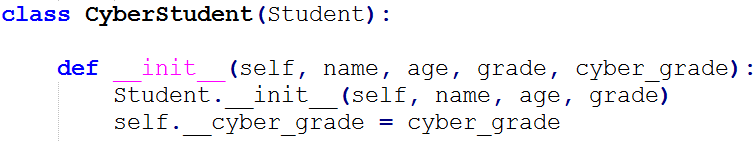 class CyberStudent(Student):
def __init__(self, name, age, grade, cyber_grade):
Student.__init__(self, name, age, grade)
self.__cyber_grade = cyber_grade